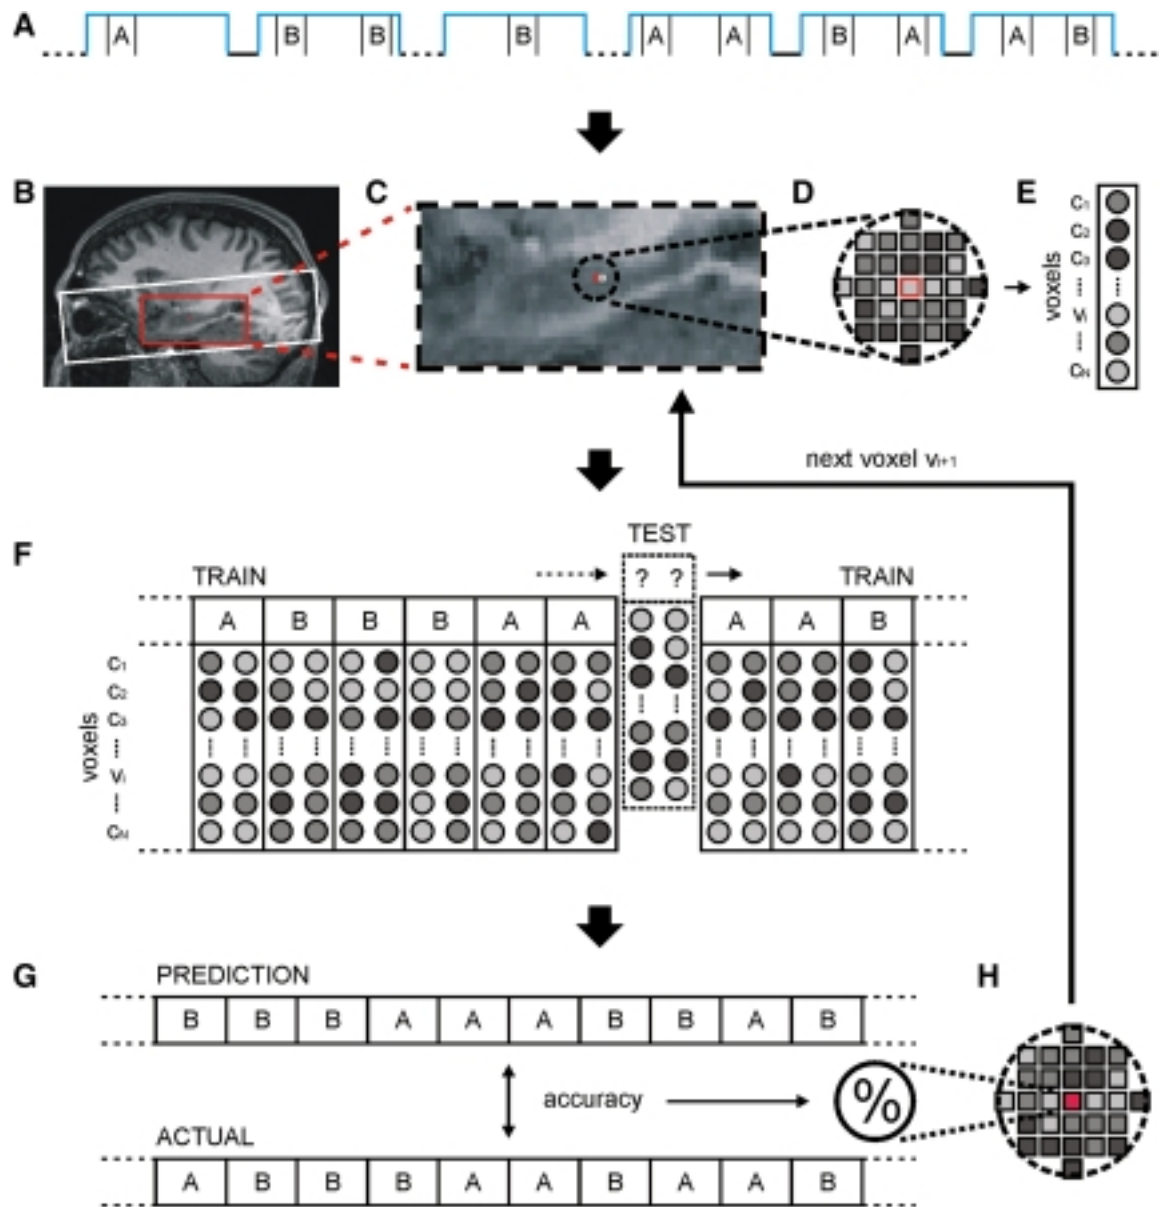 A
A B B B A A B A A B
B C D E
C1
C2
C3
voxels
Vi
CN
next voxel vi+1
F
TEST
TRAIN ? ? TRAIN
A B B B A A A A B
C1
C2
C3
voxels
Vi
CN
G H
PREDICTION
B B B A A A B B A B
accuracy %
ACTUAL
A B B B A A B A A B